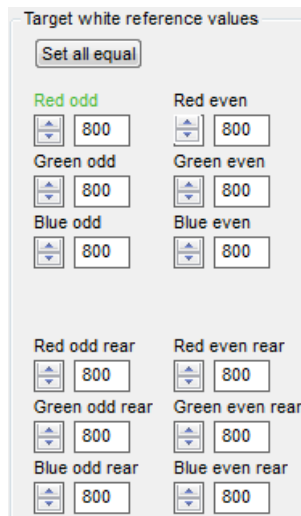 Target white reference values
Set all equal
Red odd Red even
800 800
Green odd Green even
800 800
Blue odd Blue even
800 800
Red odd rear Red even rear
800 800
Green odd rear Green even rear
800 800
Blue odd rear Blue even rear
800 800